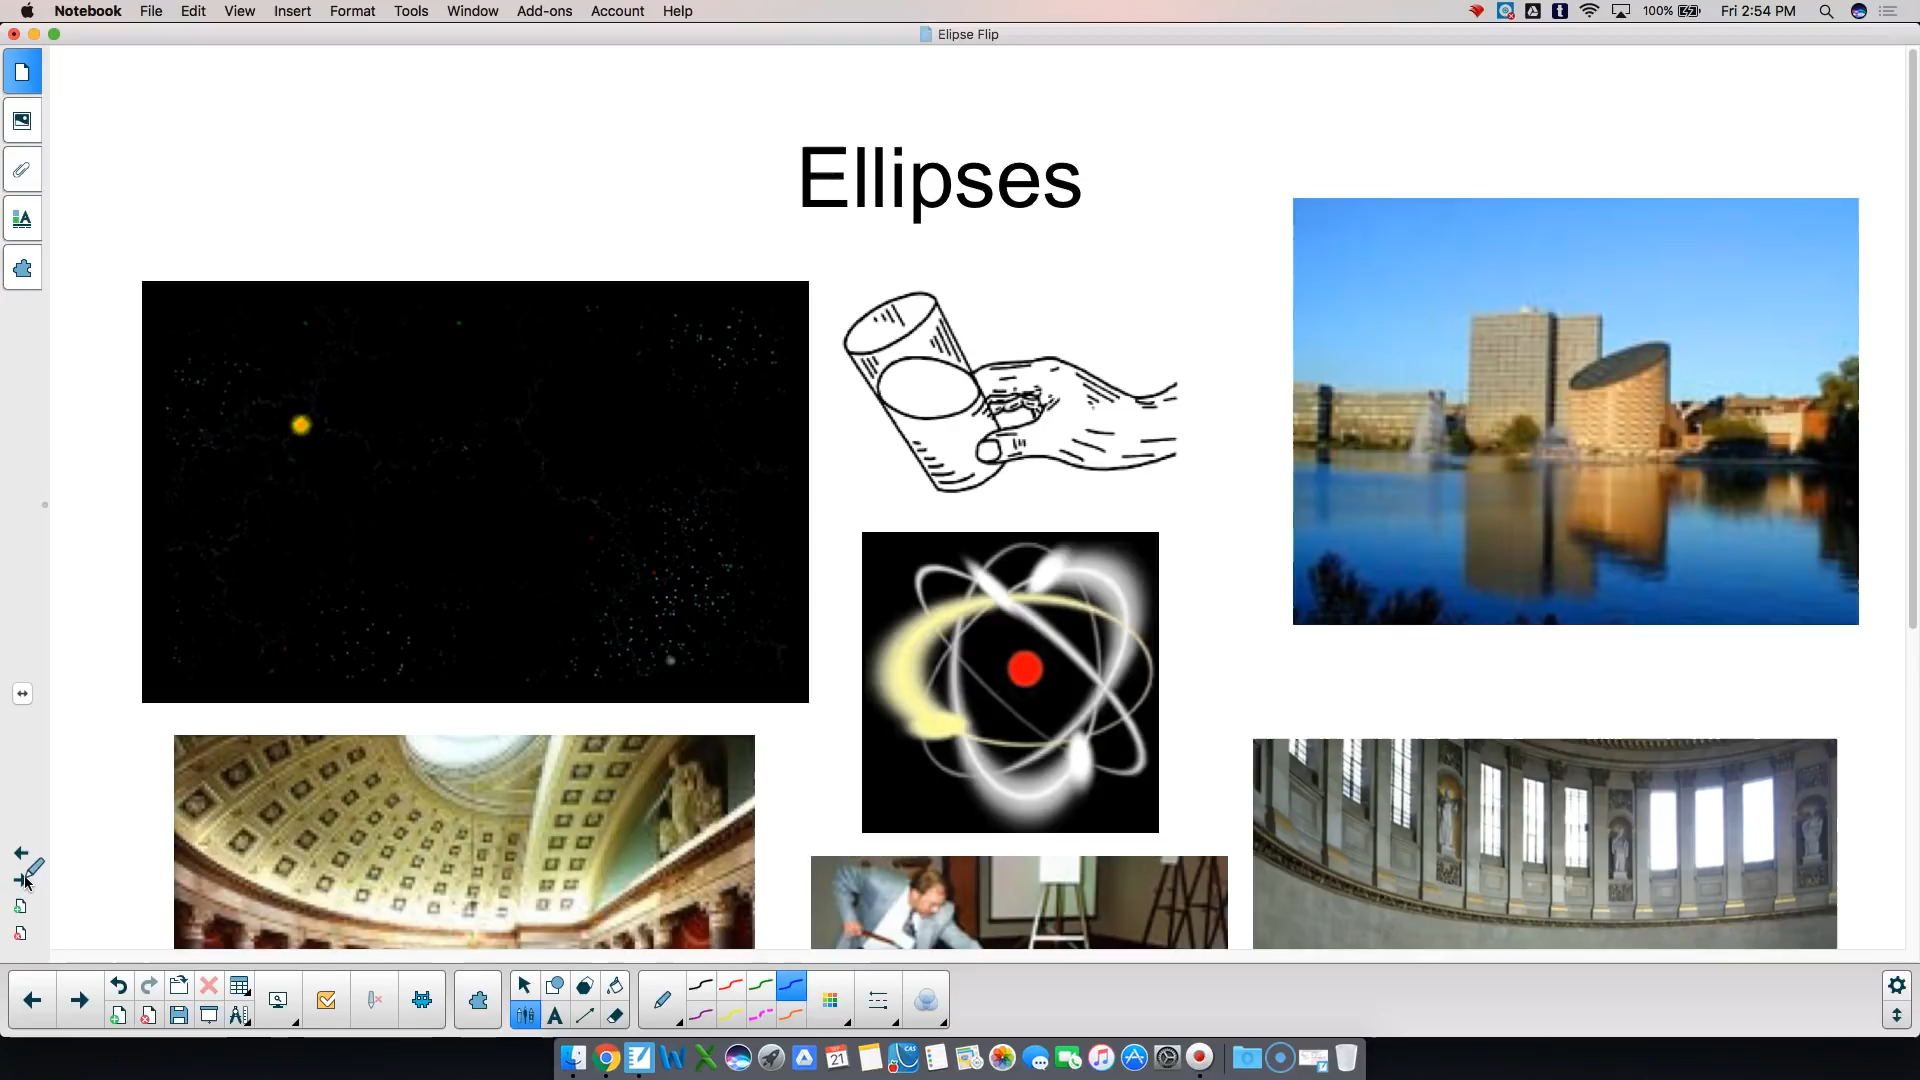 Notebook File Edit View Insert Format Tools Window Add-ons Account Help 100% Fri 2:54 PM
Elipse Flip
Ellipses